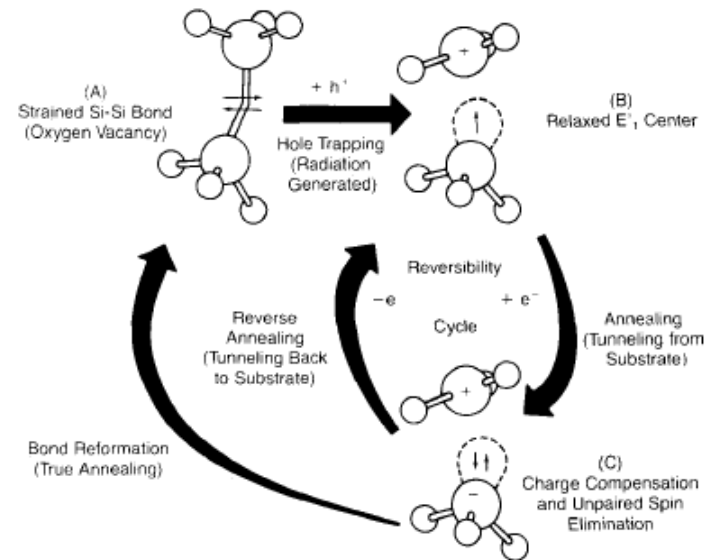 (A)
Strained Si-Si Bond
(Oxygen Vacancy)
+ h⁺
Hole Trapping
(Radiation
Generated)
+
(B)
Relaxed E'₁ Center
Reversibility
−e
+ e⁻
Cycle
Reverse
Annealing
(Tunneling Back
to Substrate)
Annealing
(Tunneling from
Substrate)
+
Bond Reformation
(True Annealing)
−
(C)
Charge Compensation
and Unpaired Spin
Elimination